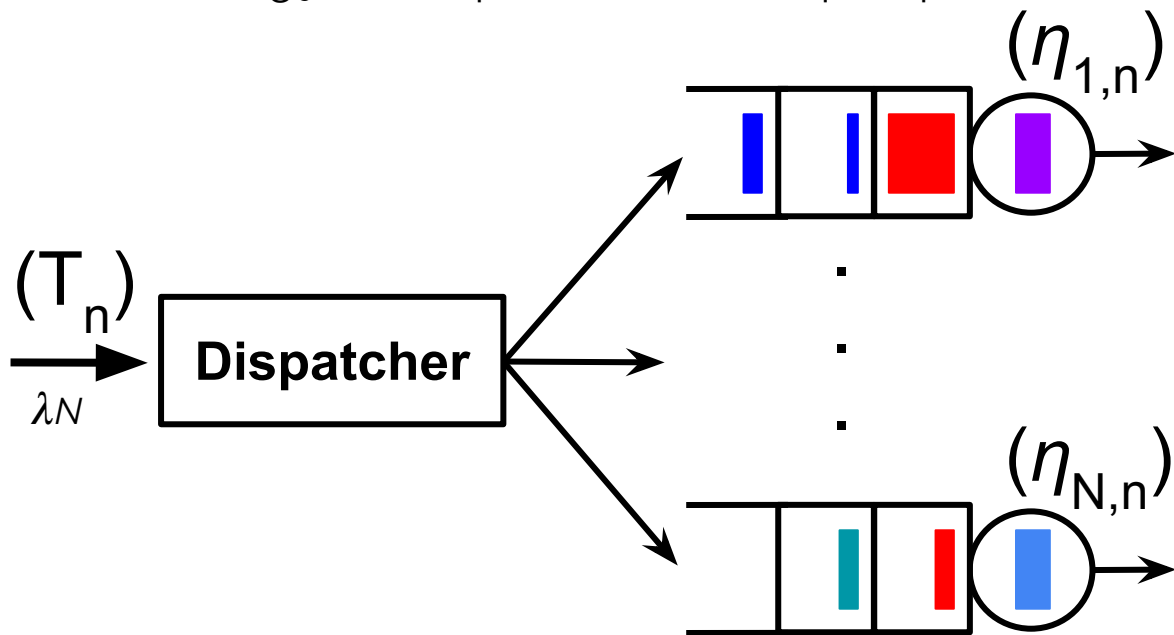 (η1,n)
(Tn)
Dispatcher
λN
(ηN,n)